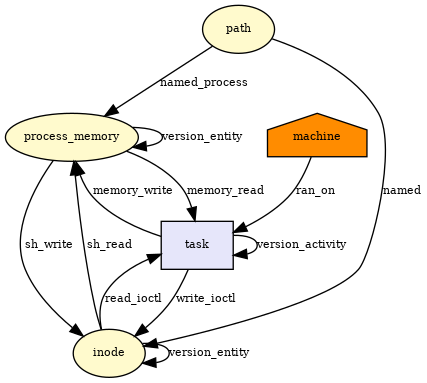 path
named_process
process_memory
version_entity
machine
memory_write
memory_read
ran_on
named
sh_write
sh_read
task
version_activity
read_ioctl
write_ioctl
inode
version_entity